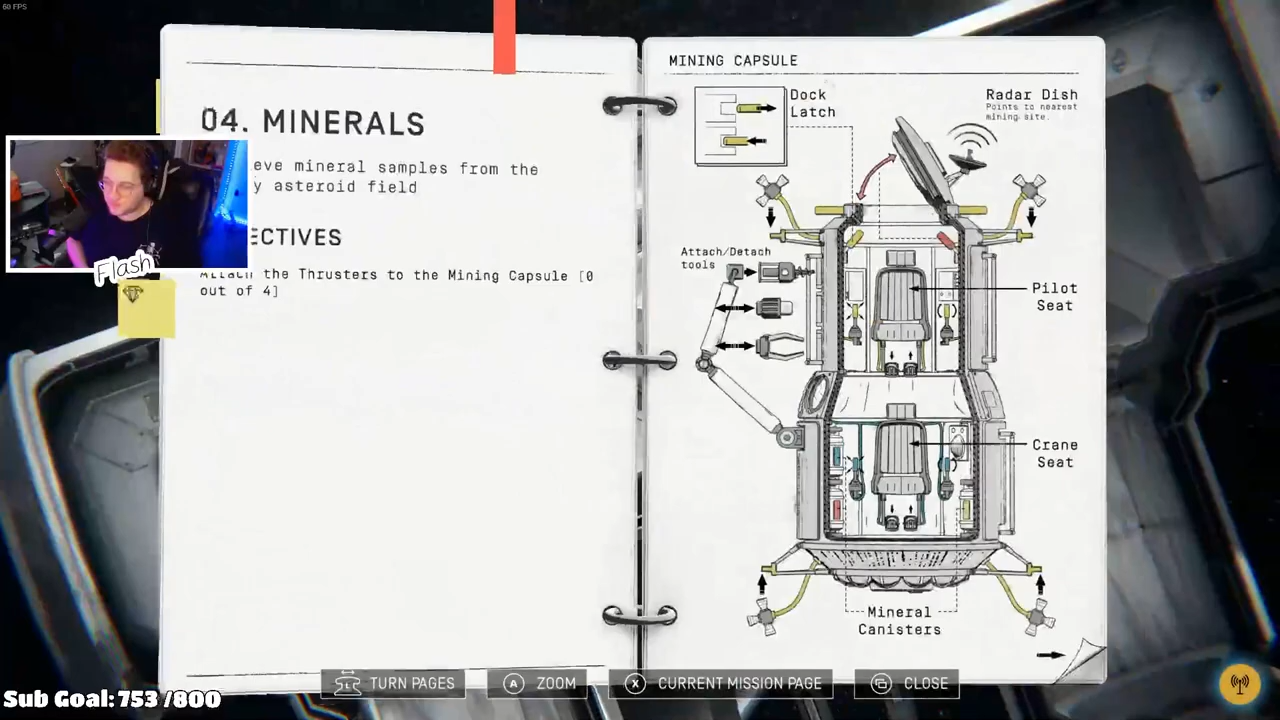 60 FPS
04. MINERALS
eve mineral samples from the
y asteroid field
ECTIVES
the Thrusters to the Mining Capsule [0
out of 4]
Flash
MINING CAPSULE
Dock
Latch
Radar Dish
Points to nearest
mining site.
Attach/Detach
tools
Pilot
Seat
Crane
Seat
Mineral
Canisters
TURN PAGES
A ZOOM
X CURRENT MISSION PAGE
CLOSE
Sub Goal: 753 /800